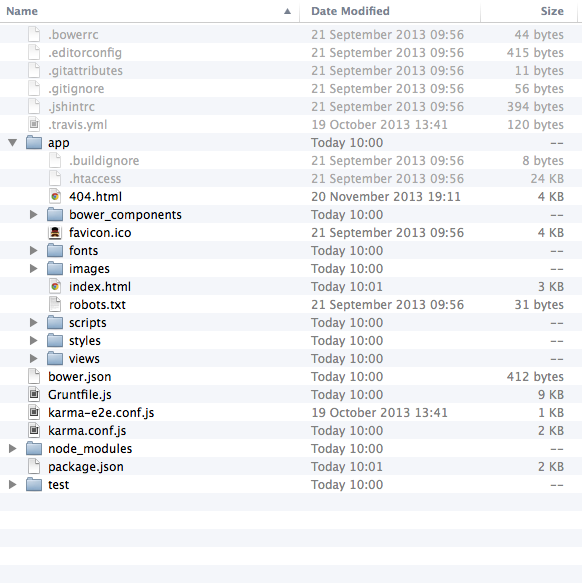 Name Date Modified Size
.bowerrc 21 September 2013 09:56 44 bytes
.editorconfig 21 September 2013 09:56 415 bytes
.gitattributes 21 September 2013 09:56 11 bytes
.gitignore 21 September 2013 09:56 56 bytes
.jshintrc 21 September 2013 09:56 394 bytes
.travis.yml 19 October 2013 13:41 120 bytes
app Today 10:00 --
.buildignore 21 September 2013 09:56 8 bytes
.htaccess 21 September 2013 09:56 24 KB
404.html 20 November 2013 19:11 4 KB
bower_components Today 10:00 --
favicon.ico 21 September 2013 09:56 4 KB
fonts Today 10:00 --
images Today 10:00 --
index.html Today 10:01 3 KB
robots.txt 21 September 2013 09:56 31 bytes
scripts Today 10:00 --
styles Today 10:00 --
views Today 10:00 --
bower.json Today 10:00 412 bytes
Gruntfile.js Today 10:00 9 KB
karma-e2e.conf.js 19 October 2013 13:41 1 KB
karma.conf.js Today 10:00 2 KB
node_modules Today 10:00 --
package.json Today 10:01 2 KB
test Today 10:00 --